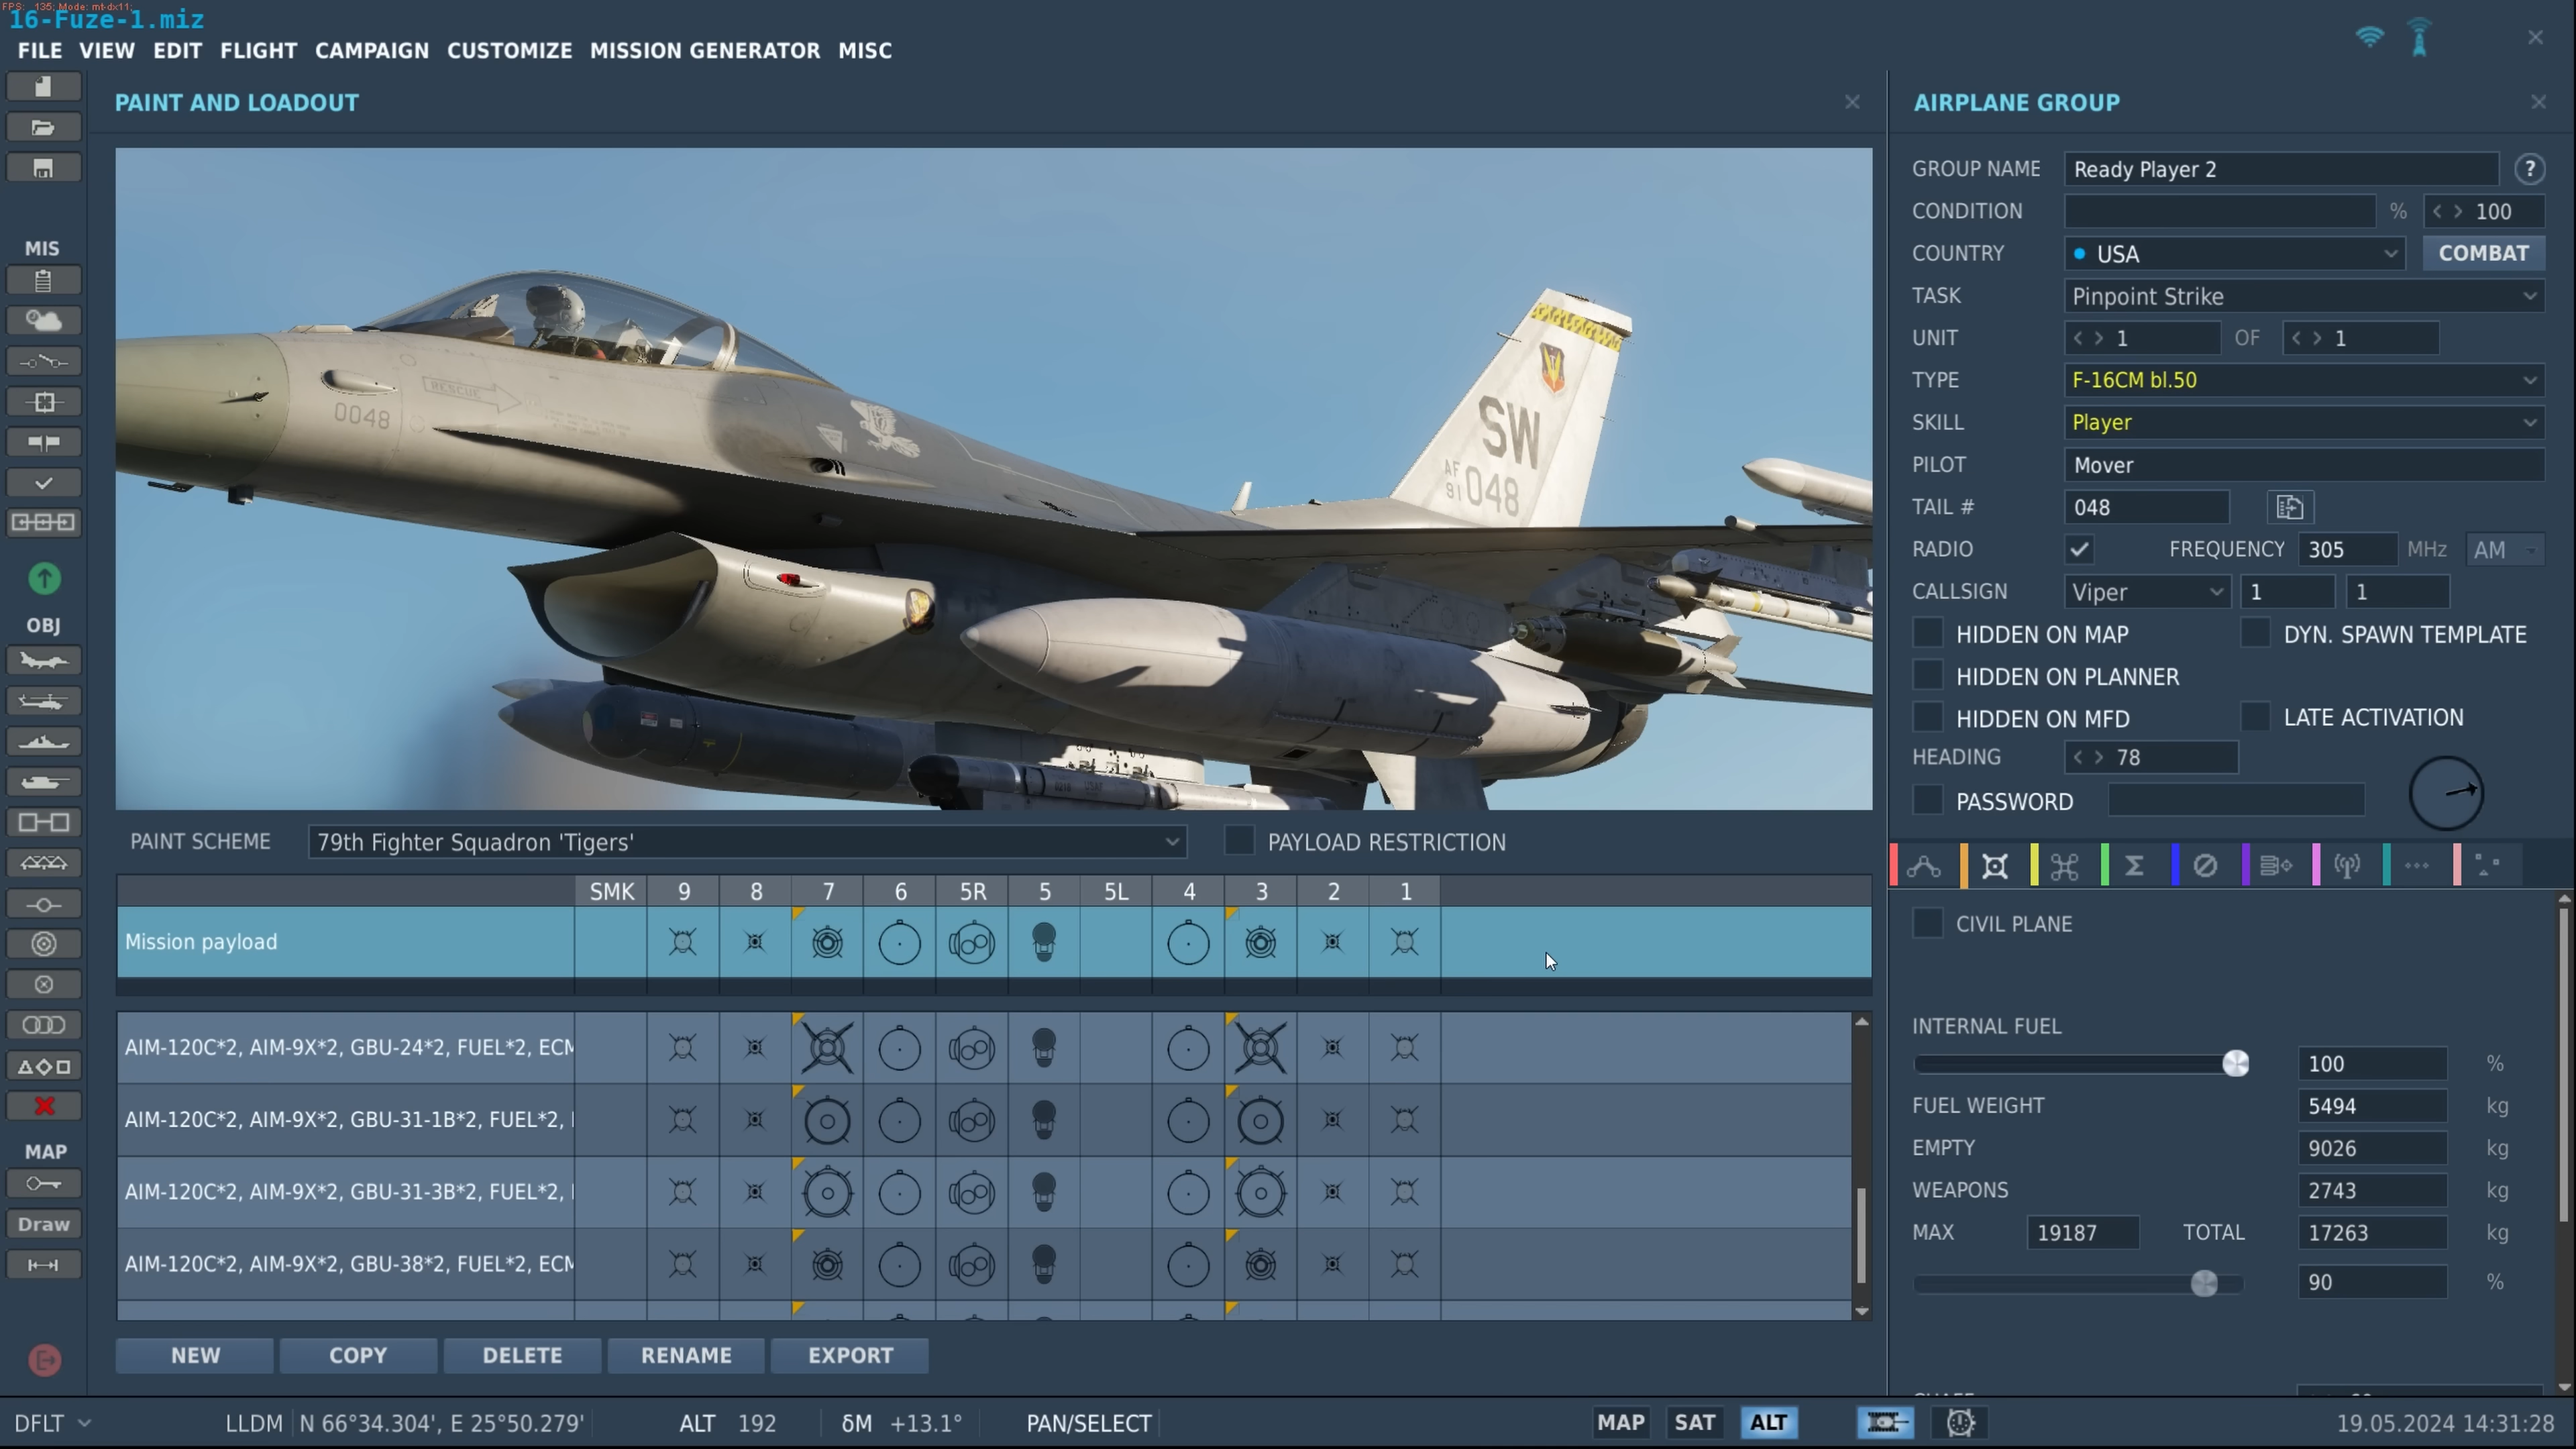 FPS: 135; Mode: mt-dx11;
16-Fuze-1.miz
FILE VIEW EDIT FLIGHT CAMPAIGN CUSTOMIZE MISSION GENERATOR MISC
PAINT AND LOADOUT
RESCUE
0048
SW
AF
91 048
PAINT SCHEME 79th Fighter Squadron 'Tigers' PAYLOAD RESTRICTION
SMK 9 8 7 6 5R 5 5L 4 3 2 1
Mission payload
AIM-120C*2, AIM-9X*2, GBU-24*2, FUEL*2, ECM
AIM-120C*2, AIM-9X*2, GBU-31-1B*2, FUEL*2,
AIM-120C*2, AIM-9X*2, GBU-31-3B*2, FUEL*2,
AIM-120C*2, AIM-9X*2, GBU-38*2, FUEL*2, ECM
NEW COPY DELETE RENAME EXPORT
MIS
OBJ
MAP
Draw
AIRPLANE GROUP
GROUP NAME Ready Player 2 ?
CONDITION % < > 100
COUNTRY USA COMBAT
TASK Pinpoint Strike
UNIT < > 1 OF < > 1
TYPE F-16CM bl.50
SKILL Player
PILOT Mover
TAIL # 048
RADIO FREQUENCY 305 MHz AM
CALLSIGN Viper 1 1
HIDDEN ON MAP DYN. SPAWN TEMPLATE
HIDDEN ON PLANNER
HIDDEN ON MFD LATE ACTIVATION
HEADING < > 78
PASSWORD
CIVIL PLANE
INTERNAL FUEL
100 %
FUEL WEIGHT 5494 kg
EMPTY 9026 kg
WEAPONS 2743 kg
MAX 19187 TOTAL 17263 kg
90 %
DFLT LLDM N 66°34.304', E 25°50.279' ALT 192 δM +13.1° PAN/SELECT MAP SAT ALT 19.05.2024 14:31:28